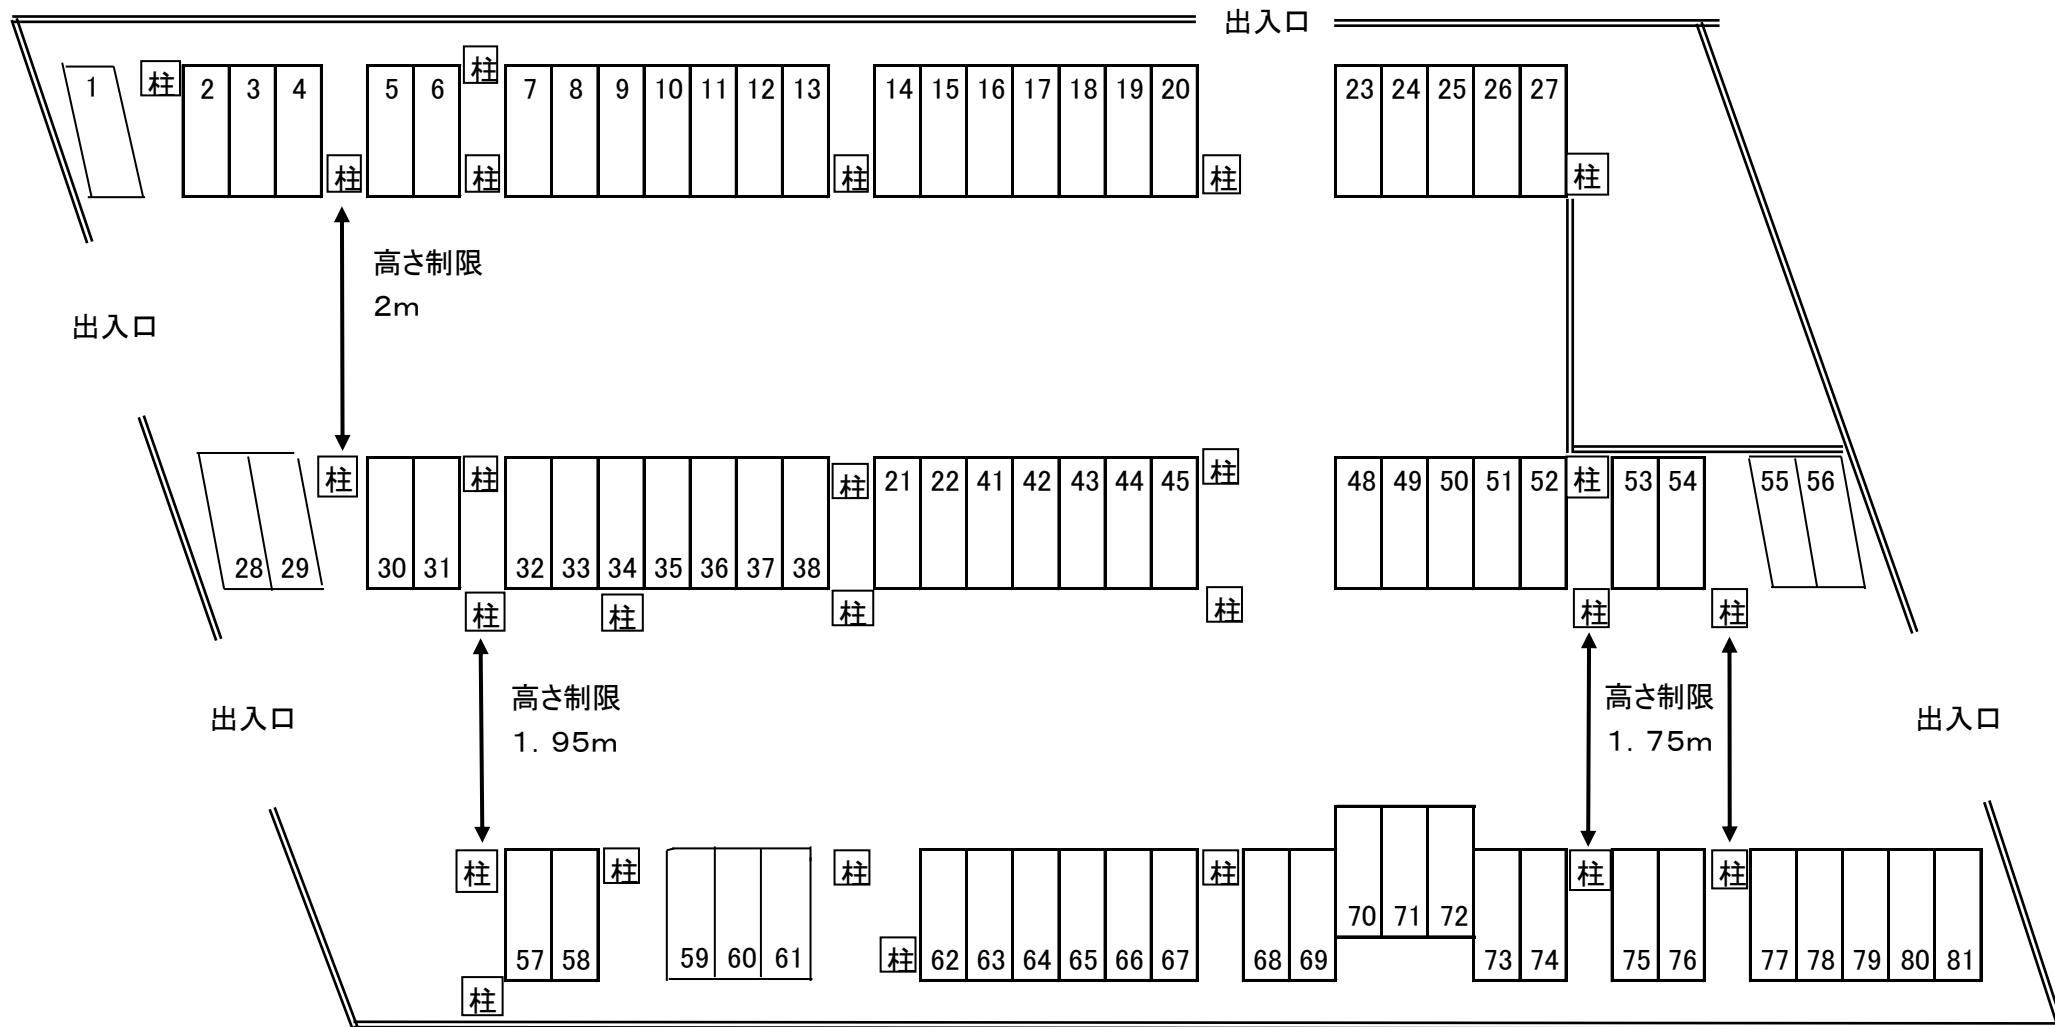 出入口
柱
1 柱 2 3 4 5 6 7 8 9 10 11 12 13 14 15 16 17 18 19 20 23 24 25 26 27
柱 柱 柱 柱 柱
高さ制限
2m
出入口
柱 柱 柱 21 22 41 42 43 44 45 柱 48 49 50 51 52 柱 53 54 55 56
28 29 30 31 32 33 34 35 36 37 38
柱 柱 柱 柱 柱 柱
高さ制限
1.95m
高さ制限
1.75m
出入口
出入口
柱 柱 柱 柱 柱 柱
70 71 72
57 58 59 60 61 柱 62 63 64 65 66 67 68 69 73 74 75 76 77 78 79 80 81
柱